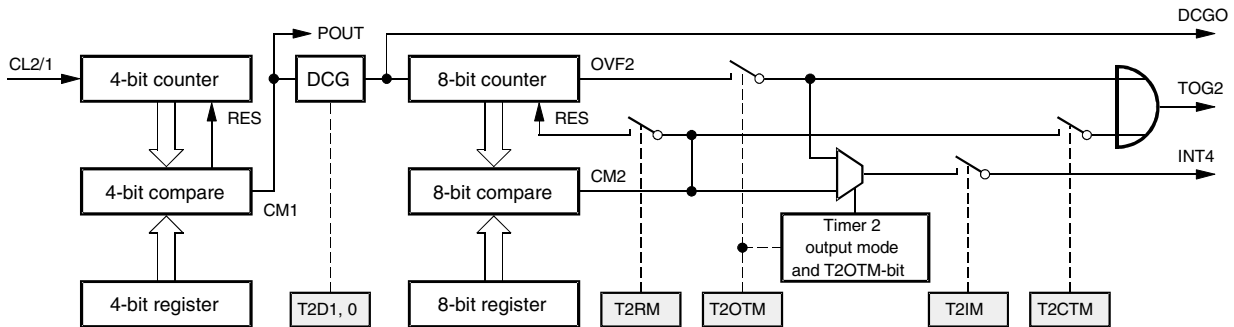 DCGO
POUT
CL2/1
4-bit counter
DCG
8-bit counter
OVF2
TOG2
RES
RES
INT4
4-bit compare
CM1
8-bit compare
CM2
Timer 2
output mode
and T2OTM-bit
4-bit register
T2D1, 0
8-bit register
T2RM
T2OTM
T2IM
T2CTM